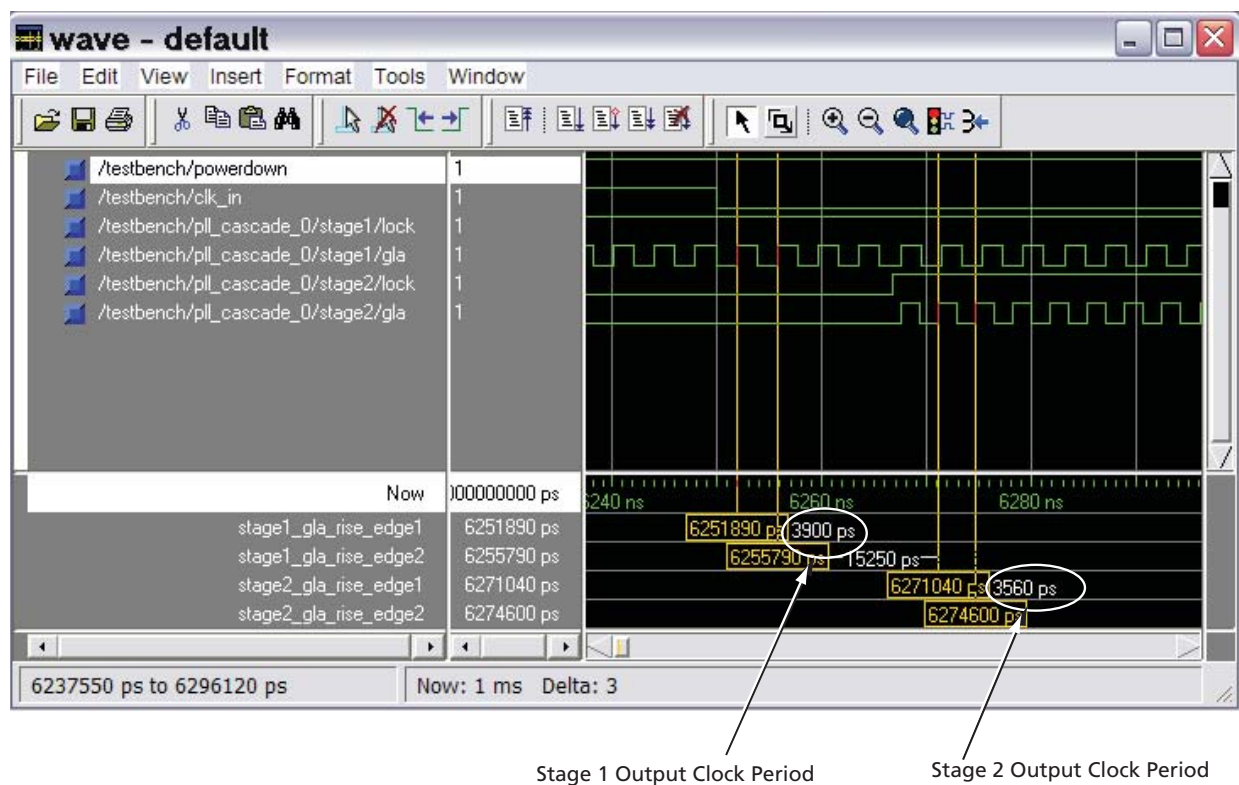 wave - default
File Edit View Insert Format Tools Window
/testbench/powerdown 1
/testbench/clk_in 1
/testbench/pll_cascade_0/stage1/lock 1
/testbench/pll_cascade_0/stage1/gla 1
/testbench/pll_cascade_0/stage2/lock 1
/testbench/pll_cascade_0/stage2/gla 1
Now 000000000 ps 6240 ns 6260 ns 6280 ns
stage1_gla_rise_edge1 6251890 ps 6251890 ps 3900 ps
stage1_gla_rise_edge2 6255790 ps 6255790 ps 15250 ps
stage2_gla_rise_edge1 6271040 ps 6271040 ps 3560 ps
stage2_gla_rise_edge2 6274600 ps 6274600 ps
6237550 ps to 6296120 ps Now: 1 ms Delta: 3
Stage 1 Output Clock Period Stage 2 Output Clock Period